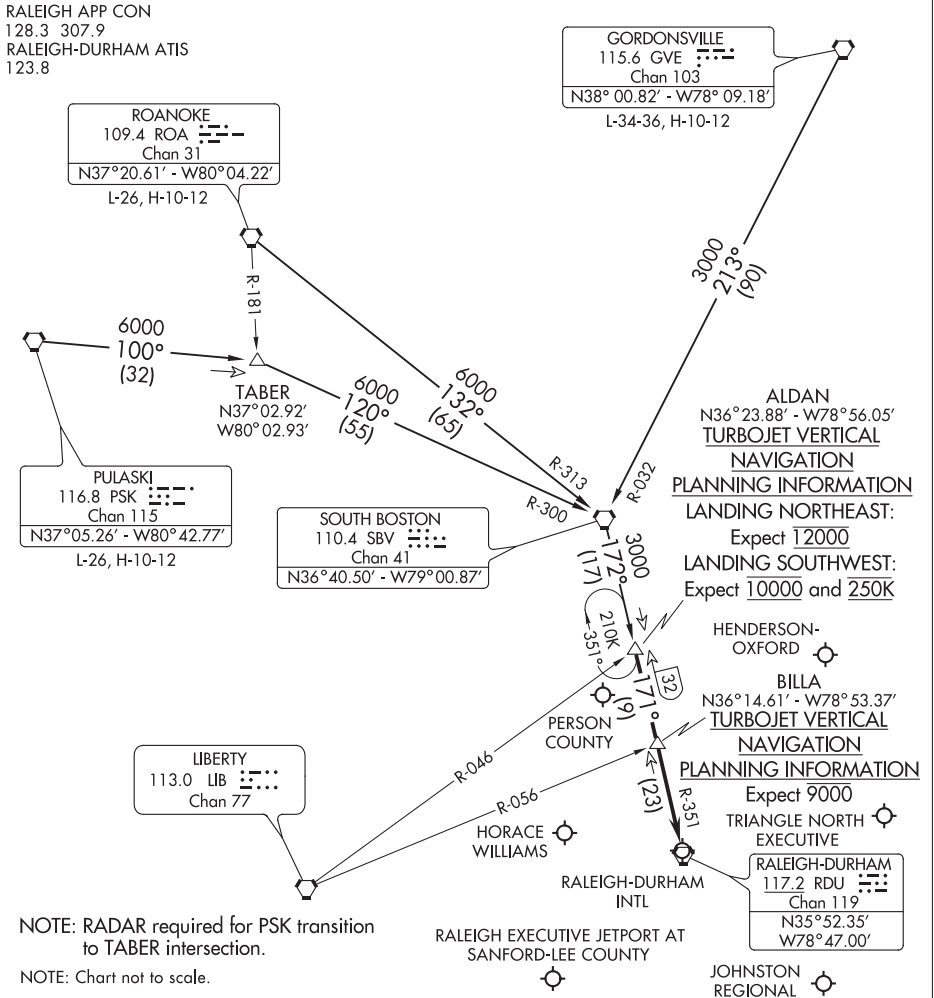 RALEIGH APP CON
128.3 307.9
RALEIGH-DURHAM ATIS
123.8
GORDONSVILLE
115.6 GVE
Chan 103
N38° 00.82' - W78° 09.18'
L-34-36, H-10-12
ROANOKE
109.4 ROA
Chan 31
N37°20.61' - W80°04.22'
L-26, H-10-12
R-181
3000
213°
(90)
6000
100°
(32)
TABER
N37°02.92'
W80°02.93'
6000
120°
(55)
6000
132°
(65)
R-313
R-300
R-032
PULASKI
116.8 PSK
Chan 115
N37°05.26' - W80°42.77'
L-26, H-10-12
SOUTH BOSTON
110.4 SBV
Chan 41
N36°40.50' - W79°00.87'
3000
172°
(17)
ALDAN
N36°23.88' - W78°56.05'
TURBOJET VERTICAL
NAVIGATION
PLANNING INFORMATION
LANDING NORTHEAST:
Expect 12000
LANDING SOUTHWEST:
Expect 10000 and 250K
210K
351°
32
171°
(9)
HENDERSON-
OXFORD
PERSON
COUNTY
BILLA
N36°14.61' - W78°53.37'
TURBOJET VERTICAL
NAVIGATION
PLANNING INFORMATION
Expect 9000
LIBERTY
113.0 LIB
Chan 77
R-046
R-056
(23)
R-351
HORACE
WILLIAMS
TRIANGLE NORTH
EXECUTIVE
RALEIGH-DURHAM
INTL
RALEIGH-DURHAM
117.2 RDU
Chan 119
N35°52.35'
W78°47.00'
NOTE: RADAR required for PSK transition
to TABER intersection.
NOTE: Chart not to scale.
RALEIGH EXECUTIVE JETPORT AT
SANFORD-LEE COUNTY
JOHNSTON
REGIONAL